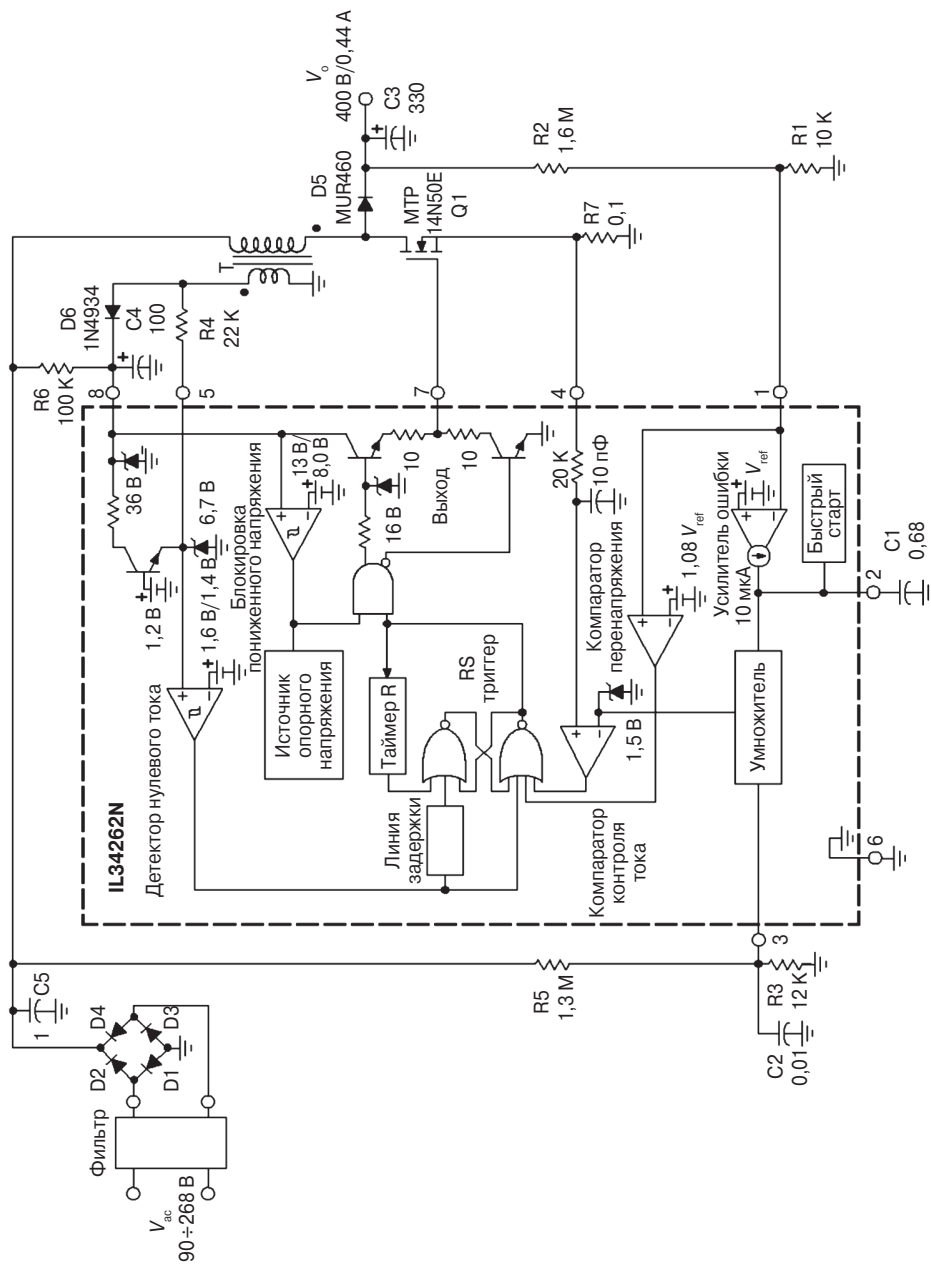 Фильтр
V ac
90÷268 В
D2
D4
D1
D3
C5
1
R5
1,3 М
C2
0,01
R3
12 К
3
6
IL34262N
Детектор нулевого тока
1,2 В
36 В
6,7 В
1,6 В/1,4 В
Блокировка
пониженного напряжения
13 В/
8,0 В
Источник
опорного
напряжения
16 В
10
10
Выход
Таймер R
RS
триггер
Линия
задержки
20 К
10 пФ
Компаратор
перенапряжения
1,08 Vref
1,5 В
Компаратор
контроля
тока
Усилитель ошибки
10 мкА
Vref
Умножитель
Быстрый
старт
R6
100 К
8
D6
1N4934
C4
100
R4
22 К
5
T
7
4
1
2
C1
0,68
D5
MUR460
MTP
14N50E
Q1
R7
0,1
Vo
400 В/0,44 А
C3
330
R2
1,6 М
R1
10 К